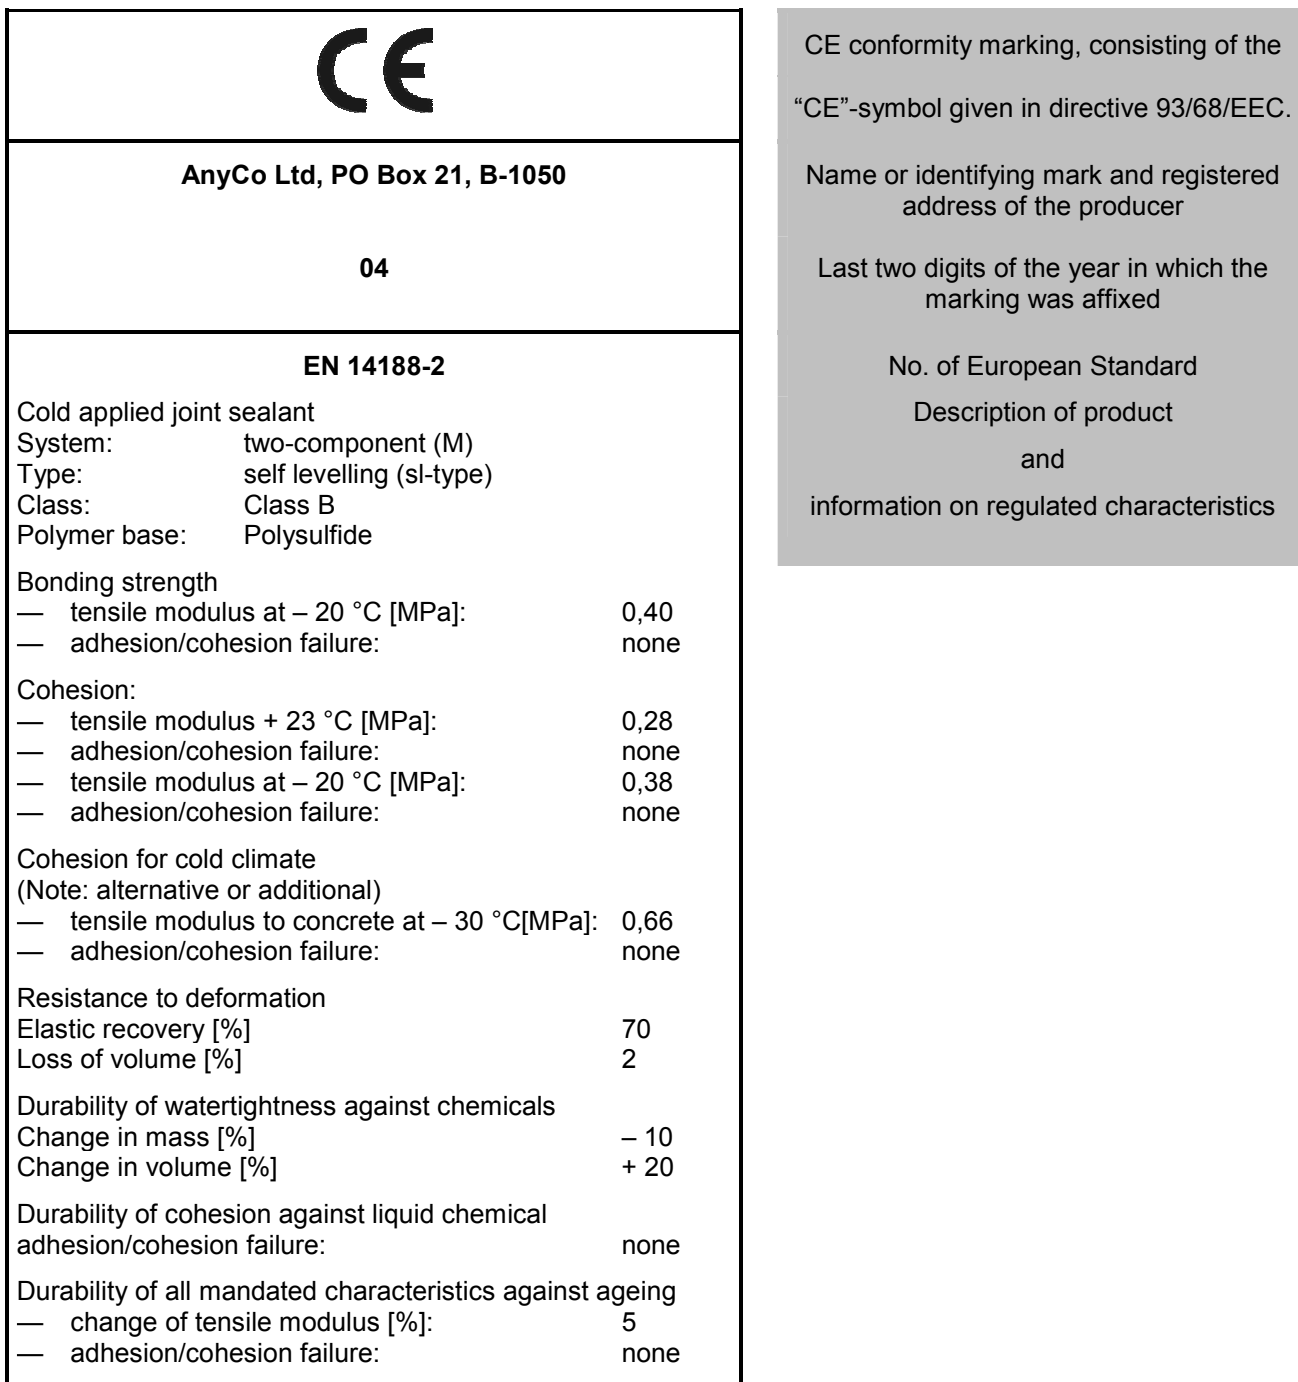 CE
AnyCo Ltd, PO Box 21, B-1050
04
EN 14188-2
Cold applied joint sealant
System: two-component (M)
Type: self levelling (sl-type)
Class: Class B
Polymer base: Polysulfide
Bonding strength
— tensile modulus at – 20 °C [MPa]: 0,40
— adhesion/cohesion failure: none
Cohesion:
— tensile modulus + 23 °C [MPa]: 0,28
— adhesion/cohesion failure: none
— tensile modulus at – 20 °C [MPa]: 0,38
— adhesion/cohesion failure: none
Cohesion for cold climate
(Note: alternative or additional)
— tensile modulus to concrete at – 30 °C[MPa]: 0,66
— adhesion/cohesion failure: none
Resistance to deformation
Elastic recovery [%] 70
Loss of volume [%] 2
Durability of watertightness against chemicals
Change in mass [%] – 10
Change in volume [%] + 20
Durability of cohesion against liquid chemical
adhesion/cohesion failure: none
Durability of all mandated characteristics against ageing
— change of tensile modulus [%]: 5
— adhesion/cohesion failure: none
CE conformity marking, consisting of the
“CE”-symbol given in directive 93/68/EEC.
Name or identifying mark and registered
address of the producer
Last two digits of the year in which the
marking was affixed
No. of European Standard
Description of product
and
information on regulated characteristics